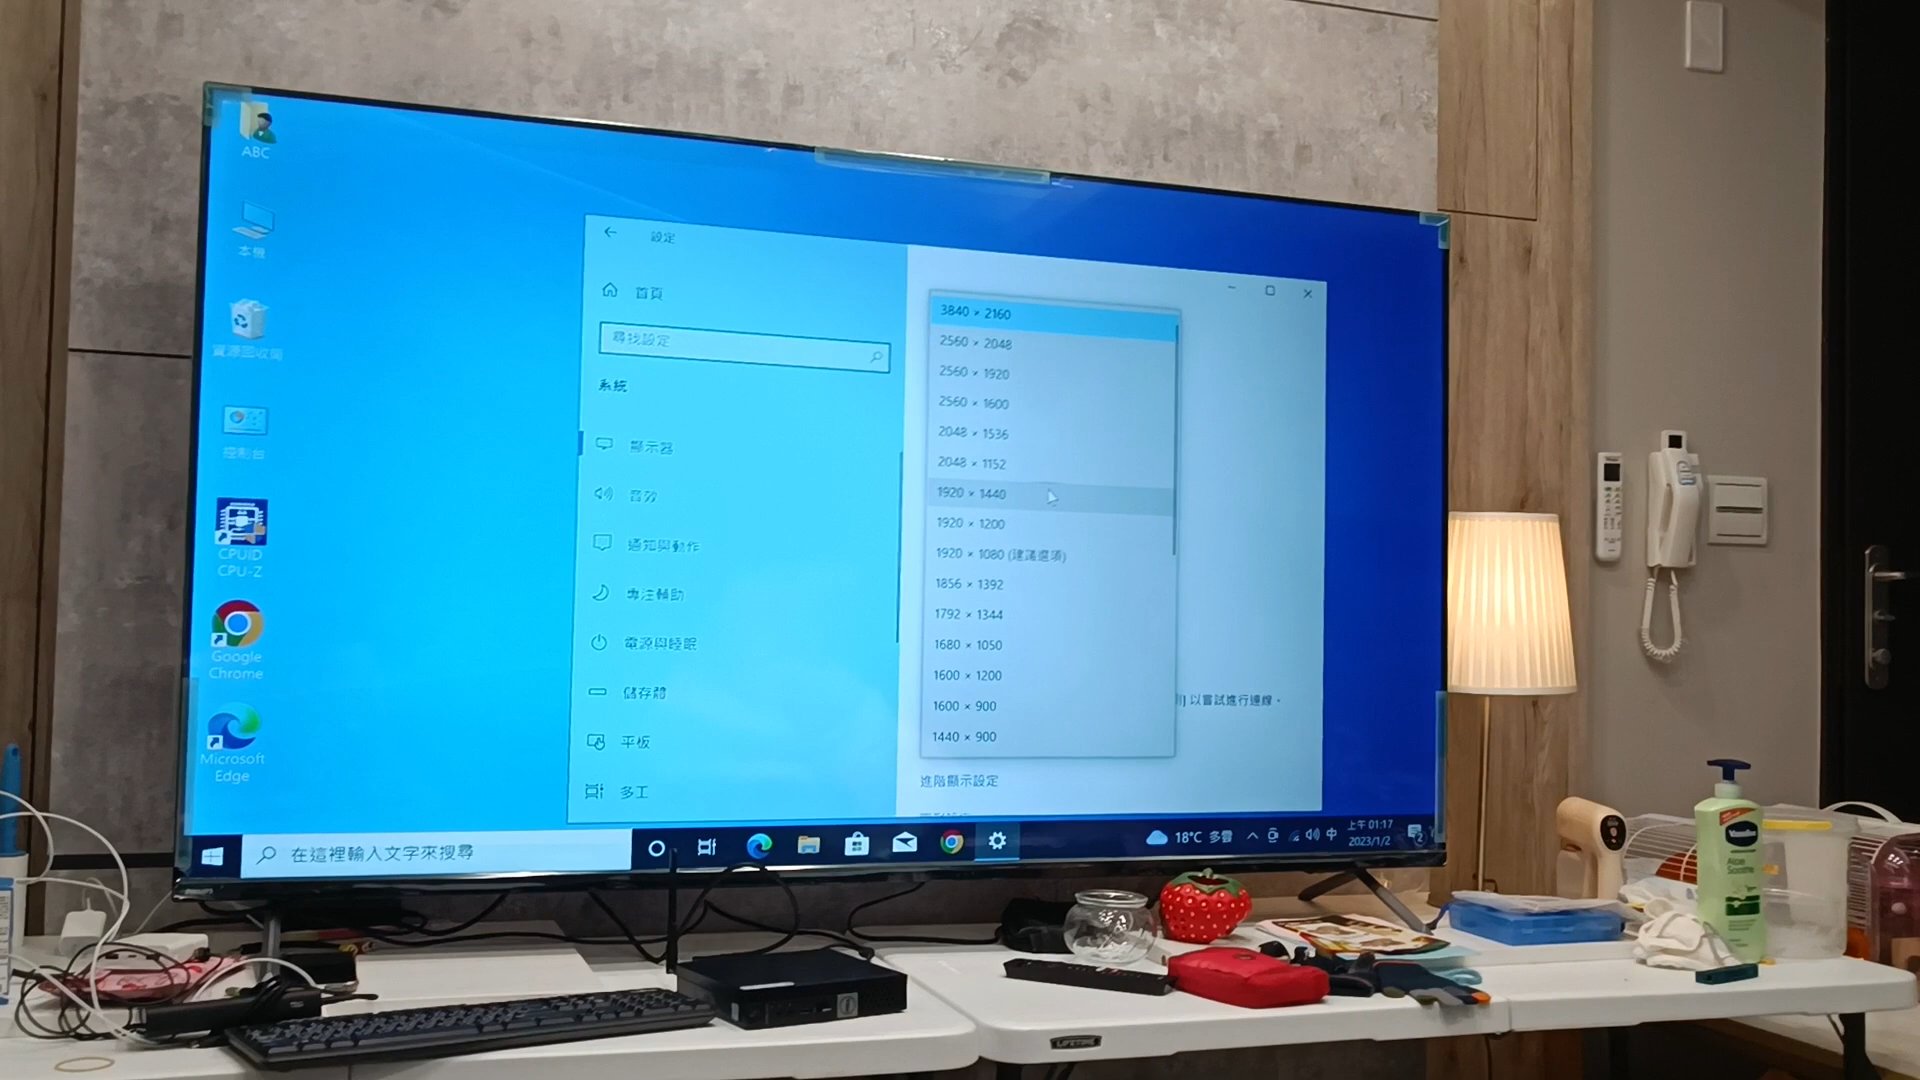 ABC
本機
資源回收筒
控制台
CPUID
CPU-Z
Google
Chrome
Microsoft
Edge
設定
首頁
尋找設定
系統
顯示器
音效
通知與動作
專注輔助
電源與睡眠
儲存體
平板
多工
3840 × 2160
2560 × 2048
2560 × 1920
2560 × 1600
2048 × 1536
2048 × 1152
1920 × 1440
1920 × 1200
1920 × 1080 (建議選項)
1856 × 1392
1792 × 1344
1680 × 1050
1600 × 1200
1600 × 900
1440 × 900
以嘗試進行連線。
進階顯示設定
在這裡輸入文字來搜尋
18°C 多雲
中
上午 01:17
2023/1/2
2
LIFETIME
Vaseline
Aloe
Soothe